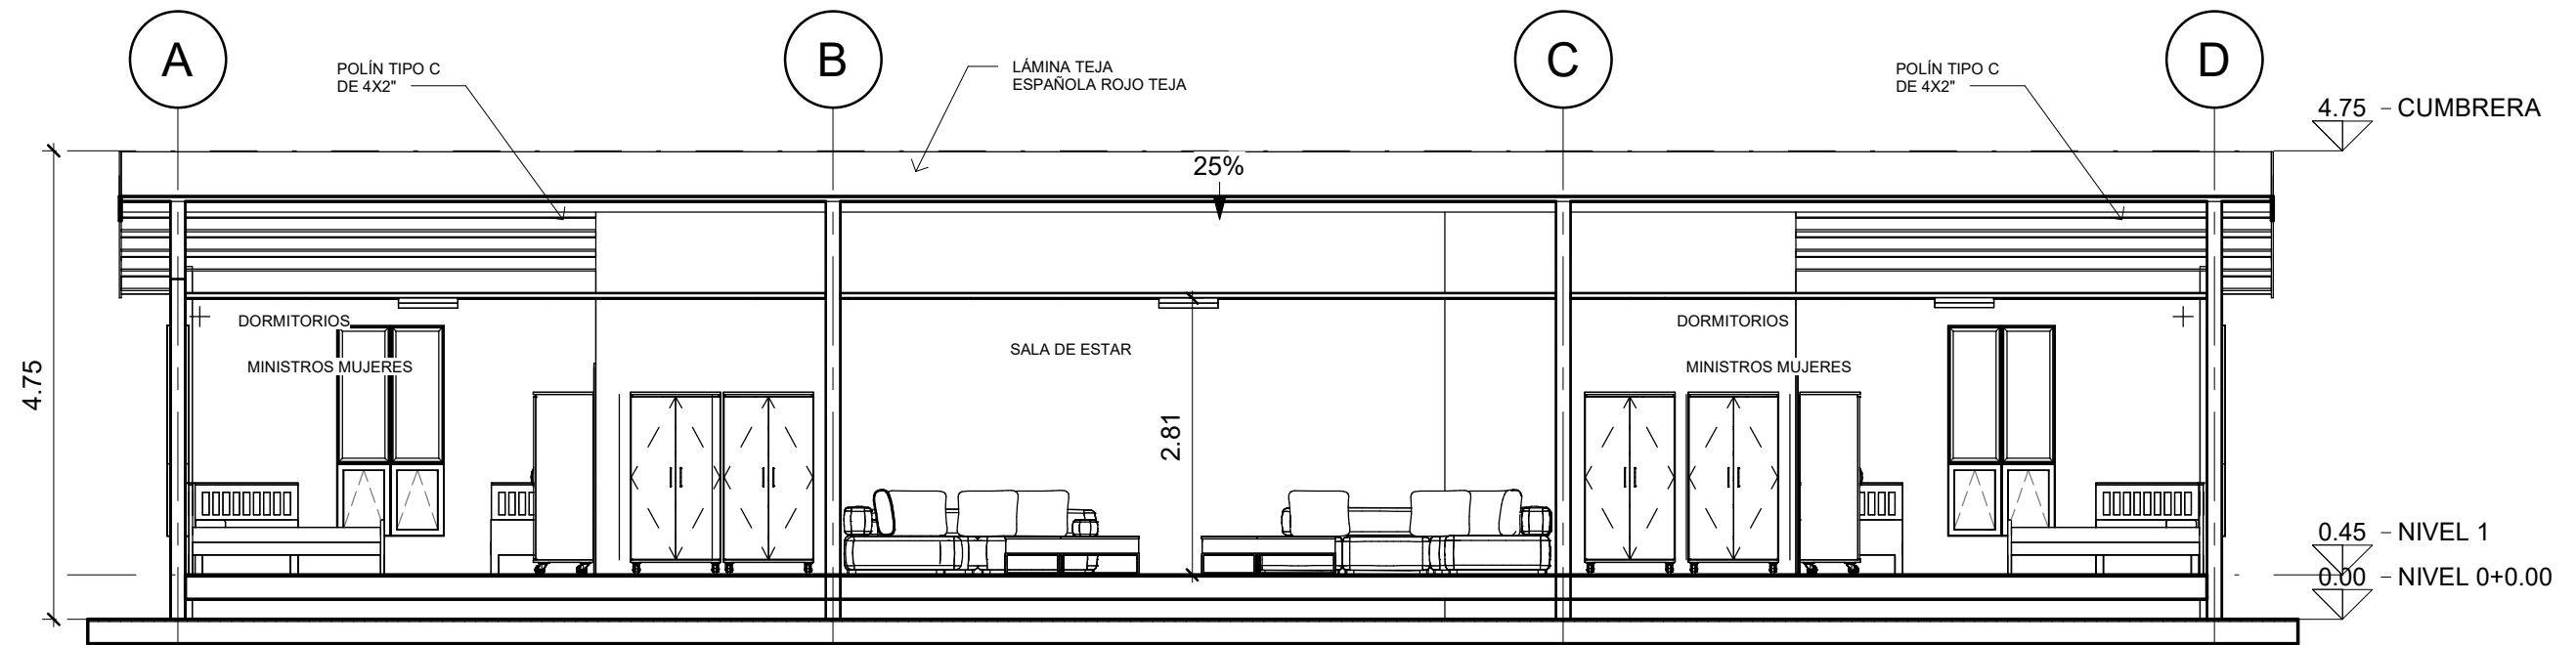 A
B
C
D
POLÍN TIPO C
DE 4X2"
LÁMINA TEJA
ESPAÑOLA ROJO TEJA
POLÍN TIPO C
DE 4X2"
4.75
CUMBRERA
25%
DORMITORIOS
MINISTROS MUJERES
SALA DE ESTAR
DORMITORIOS
MINISTROS MUJERES
4.75
2.81
0.45
NIVEL 1
0.00
NIVEL 0+0.00